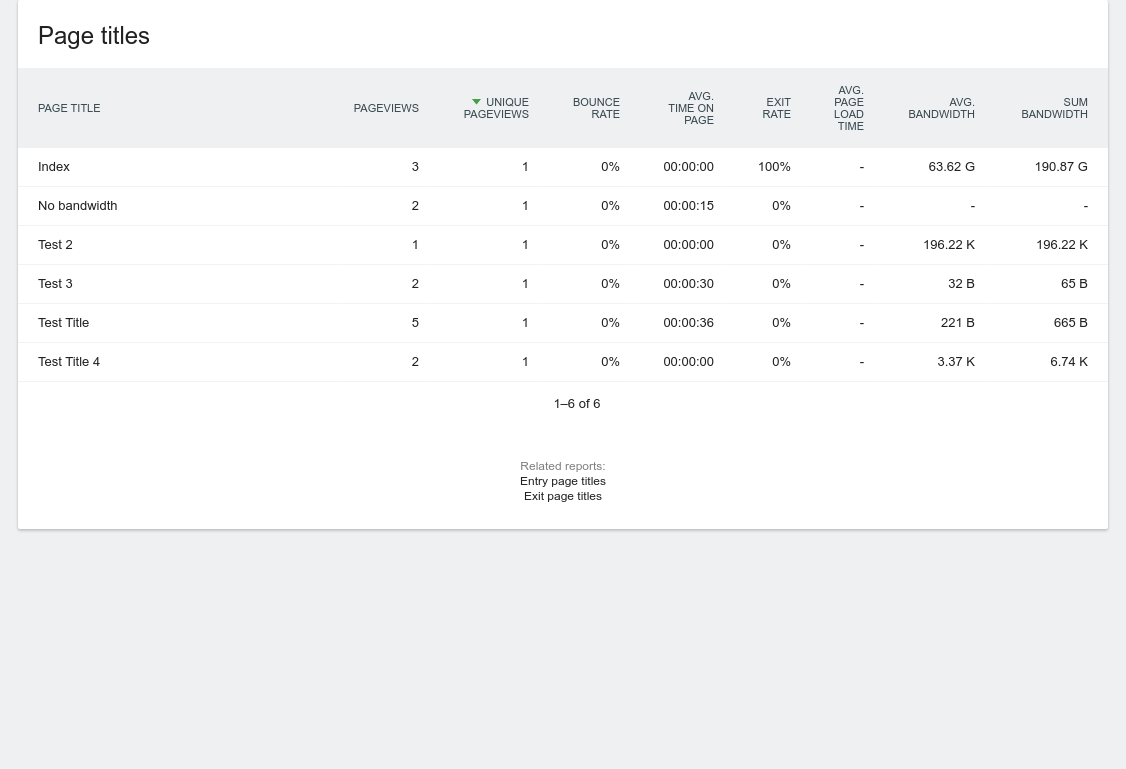 Page titles
PAGE TITLE PAGEVIEWS UNIQUE PAGEVIEWS BOUNCE RATE AVG. TIME ON PAGE EXIT RATE AVG. PAGE LOAD TIME AVG. BANDWIDTH SUM BANDWIDTH
Index 3 1 0% 00:00:00 100% - 63.62 G 190.87 G
No bandwidth 2 1 0% 00:00:15 0% - - -
Test 2 1 1 0% 00:00:00 0% - 196.22 K 196.22 K
Test 3 2 1 0% 00:00:30 0% - 32 B 65 B
Test Title 5 1 0% 00:00:36 0% - 221 B 665 B
Test Title 4 2 1 0% 00:00:00 0% - 3.37 K 6.74 K
1–6 of 6
Related reports:
Entry page titles
Exit page titles